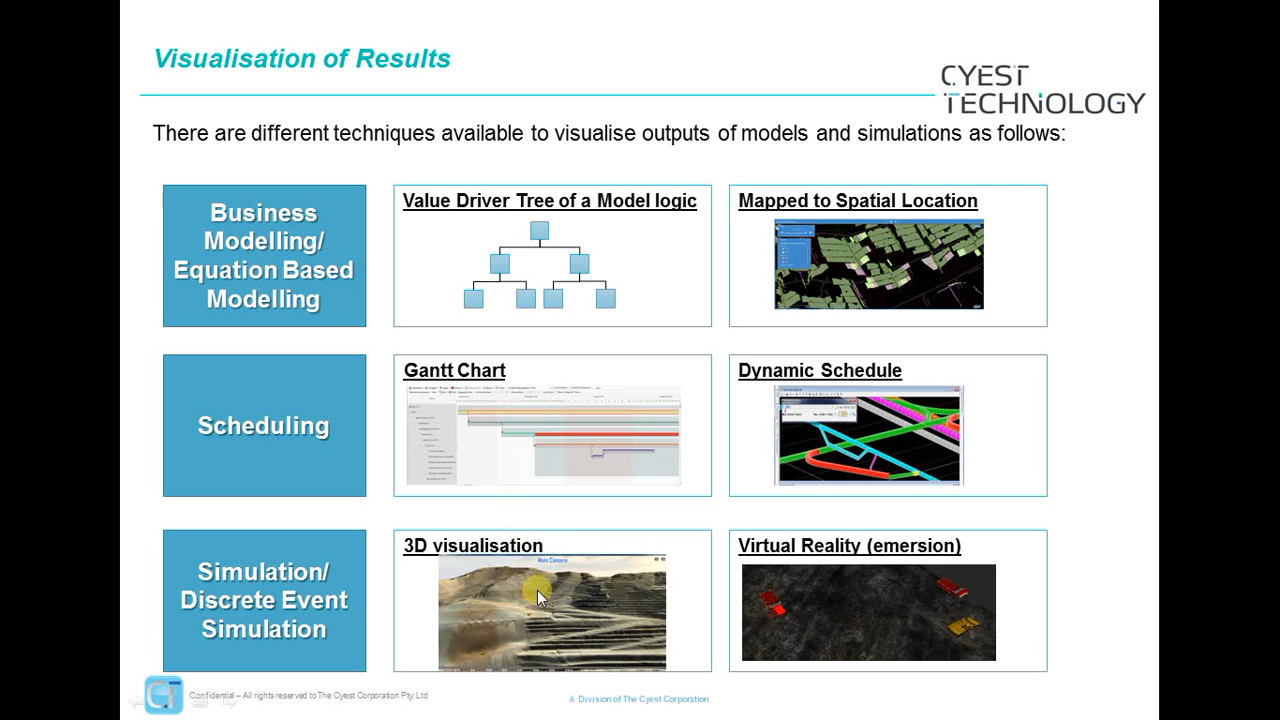 Visualisation of Results
CYEST
TECHNOLOGY
There are different techniques available to visualise outputs of models and simulations as follows:
Business
Modelling/
Equation Based
Modelling
Value Driver Tree of a Model logic
Mapped to Spatial Location
Scheduling
Gantt Chart
Dynamic Schedule
Simulation/
Discrete Event
Simulation
3D visualisation
Main Camera
Virtual Reality (emersion)
Confidential – All rights reserved to The Cyest Corporation Pty Ltd
A Division of The Cyest Corporation